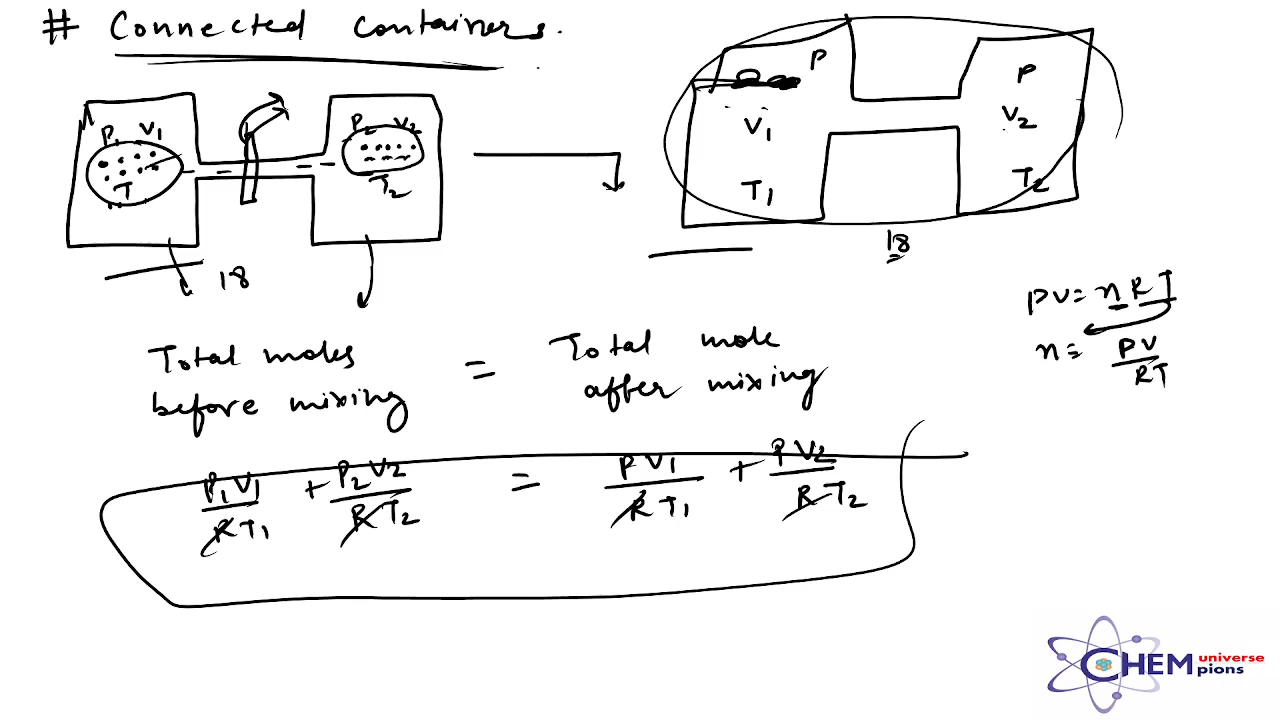 # Connected containers.
P₁ V₁
T
P₂ V₂
T₂
18
P
V₁
T₁
P
V₂
T₂
18
PV = nRT
n = PV/RT
Total moles before mixing = Total mole after mixing
P₁V₁/RT₁ + P₂V₂/RT₂ = PV₁/RT₁ + PV₂/RT₂
CHEM universe
pions